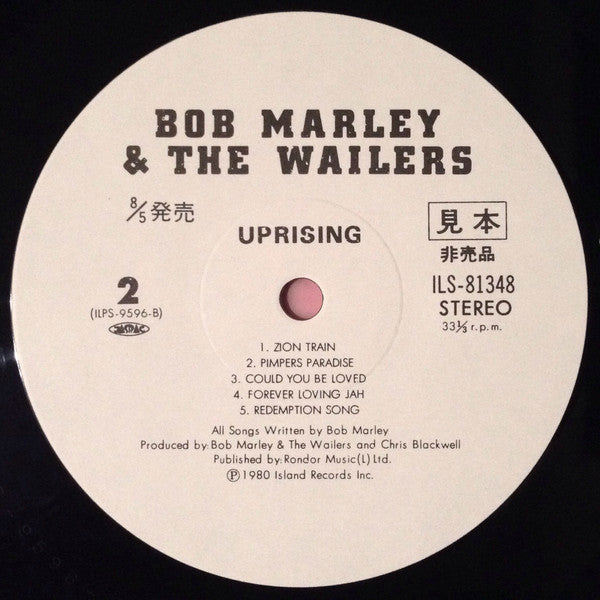 BOB MARLEY
& THE WAILERS
8/5発売
見本
UPRISING
非売品
2
ILS-81348
(ILPS-9596-B)
STEREO
JASRAC
33⅓ r.p.m.
1. ZION TRAIN
2. PIMPERS PARADISE
3. COULD YOU BE LOVED
4. FOREVER LOVING JAH
5. REDEMPTION SONG
All Songs Written by Bob Marley
Produced by: Bob Marley & The Wailers and Chris Blackwell
Published by: Rondor Music(L) Ltd.
Ⓟ 1980 Island Records Inc.